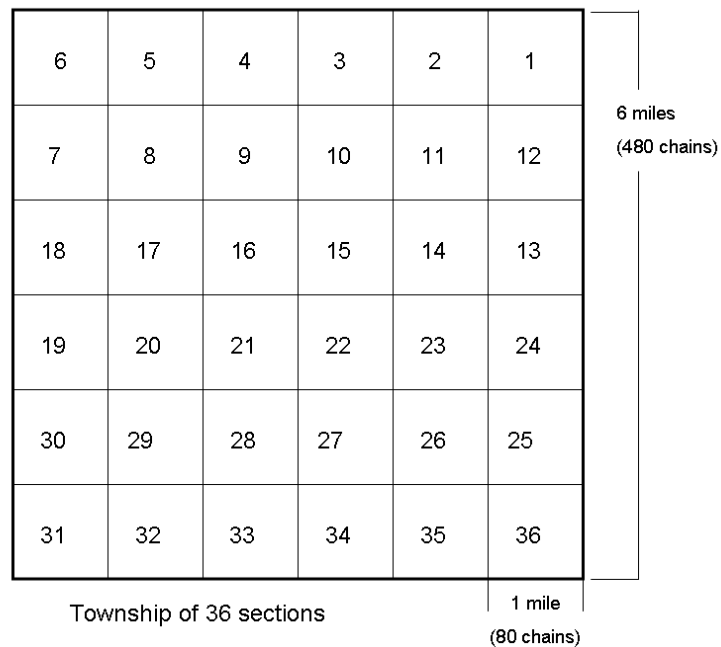 6 5 4 3 2 1
6 miles
(480 chains)
7 8 9 10 11 12
18 17 16 15 14 13
19 20 21 22 23 24
30 29 28 27 26 25
31 32 33 34 35 36
Township of 36 sections
1 mile
(80 chains)